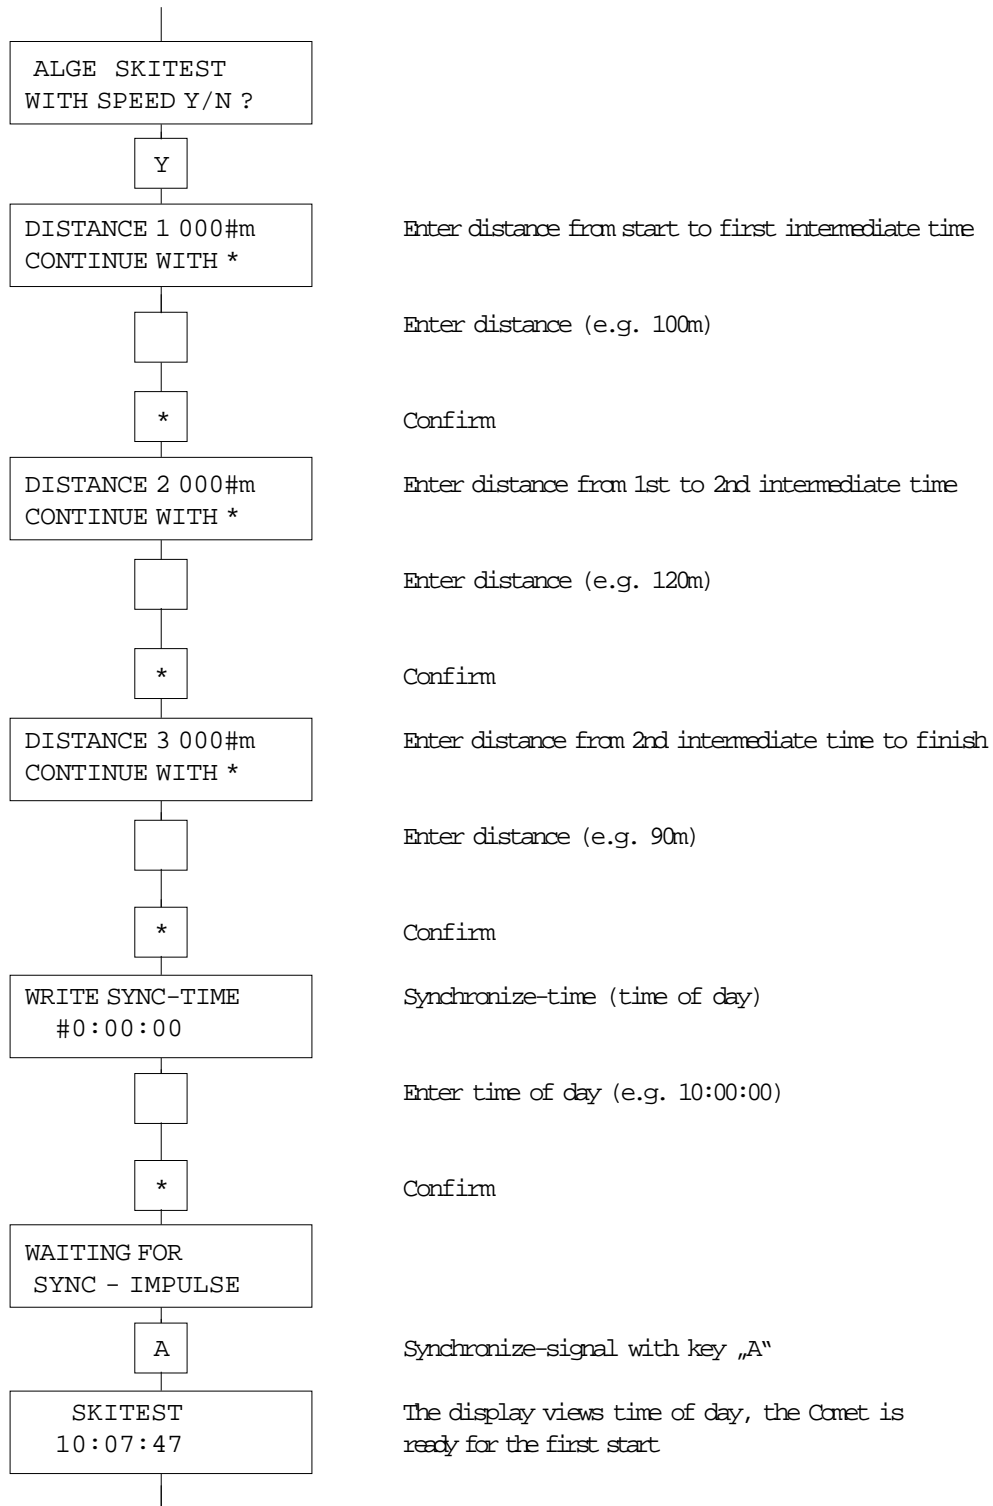 ALGE SKITEST
WITH SPEED Y/N ?
Y
DISTANCE 1 000#m
CONTINUE WITH *
Enter distance from start to first intermediate time
Enter distance (e.g. 100m)
*
Confirm
DISTANCE 2 000#m
CONTINUE WITH *
Enter distance from 1st to 2nd intermediate time
Enter distance (e.g. 120m)
*
Confirm
DISTANCE 3 000#m
CONTINUE WITH *
Enter distance from 2nd intermediate time to finish
Enter distance (e.g. 90m)
*
Confirm
WRITE SYNC-TIME
#0:00:00
Synchronize-time (time of day)
Enter time of day (e.g. 10:00:00)
*
Confirm
WAITING FOR
SYNC - IMPULSE
A
Synchronize-signal with key „A“
SKITEST
10:07:47
The display views time of day, the Comet is
ready for the first start